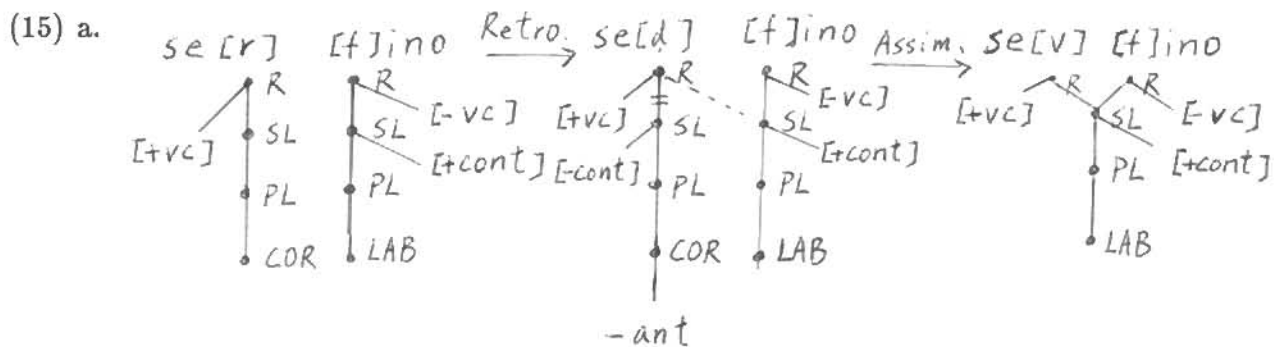 (15) a.
se [r] [f]ino Retro. se[d] [f]ino Assim. se[v] [f]ino
R R R R R
[+vc] SL [-vc] SL [+cont] [+vc] SL [-cont] [-vc] SL [+cont] [+vc] SL [-vc] [+cont]
PL PL PL PL PL
COR LAB COR LAB LAB
-ant